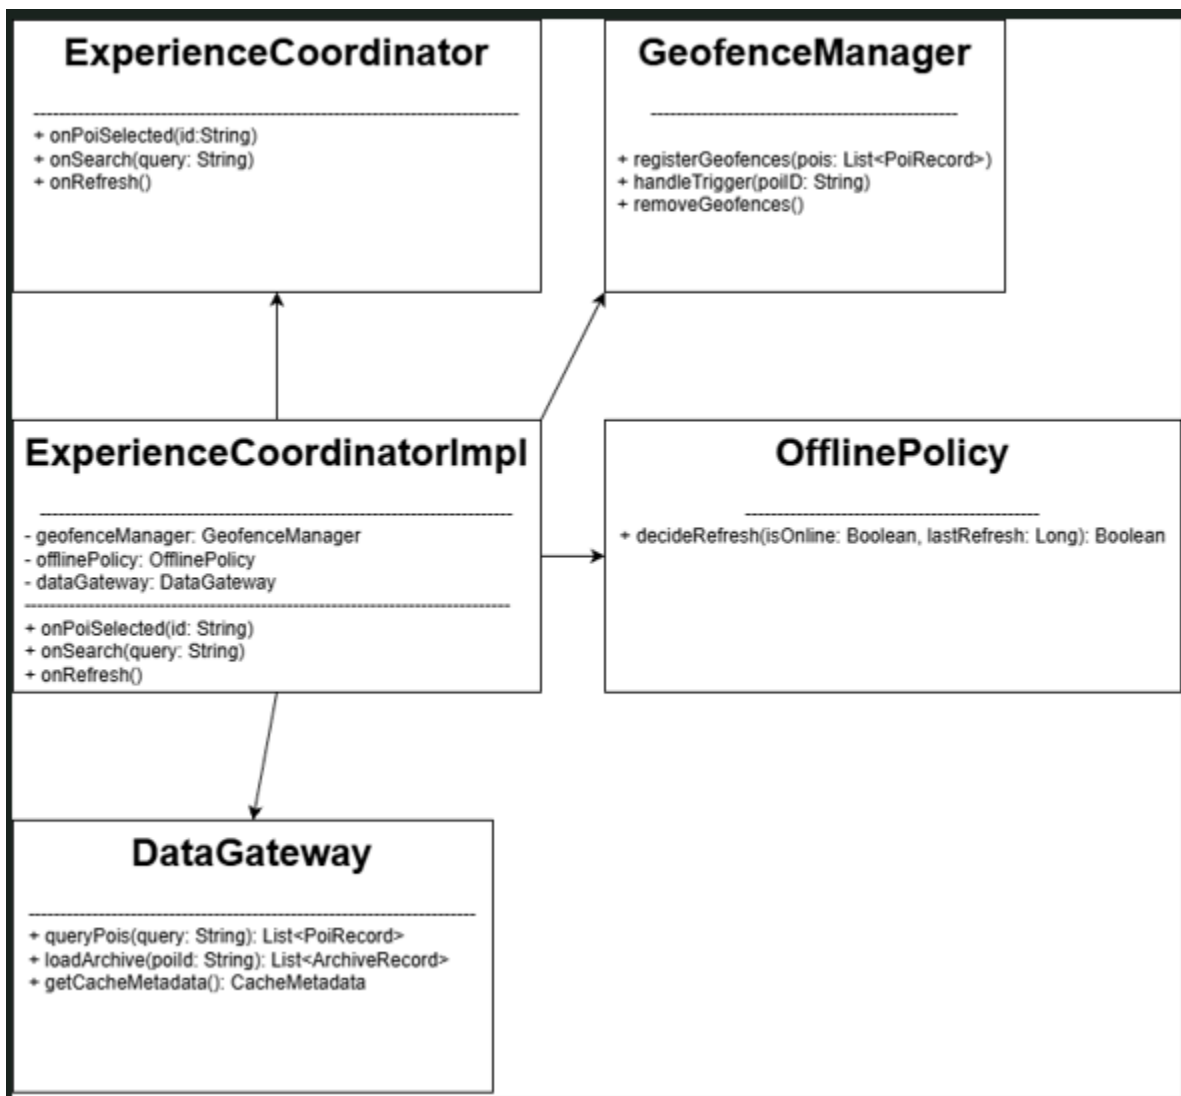 ExperienceCoordinator
+ onPoiSelected(id:String)
+ onSearch(query: String)
+ onRefresh()
GeofenceManager
+ registerGeofences(pois: List<PoiRecord>)
+ handleTrigger(poiID: String)
+ removeGeofences()
ExperienceCoordinatorImpl
- geofenceManager: GeofenceManager
- offlinePolicy: OfflinePolicy
- dataGateway: DataGateway
+ onPoiSelected(id: String)
+ onSearch(query: String)
+ onRefresh()
OfflinePolicy
+ decideRefresh(isOnline: Boolean, lastRefresh: Long): Boolean
DataGateway
+ queryPois(query: String): List<PoiRecord>
+ loadArchive(poiId: String): List<ArchiveRecord>
+ getCacheMetadata(): CacheMetadata